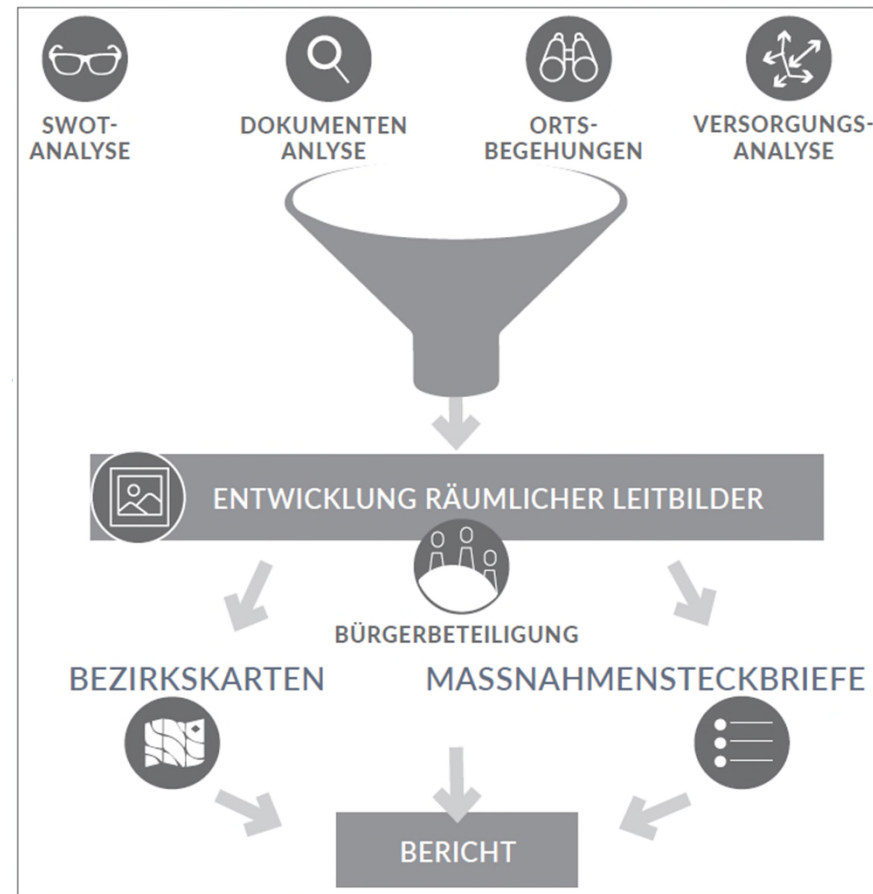 SWOT-
ANALYSE
DOKUMENTEN
ANLYSE
ORTS-
BEGEHUNGEN
VERSORGUNGS-
ANALYSE
ENTWICKLUNG RÄUMLICHER LEITBILDER
BÜRGERBETEILIGUNG
BEZIRKSKARTEN
MASSNAHMENSTECKBRIEFE
BERICHT